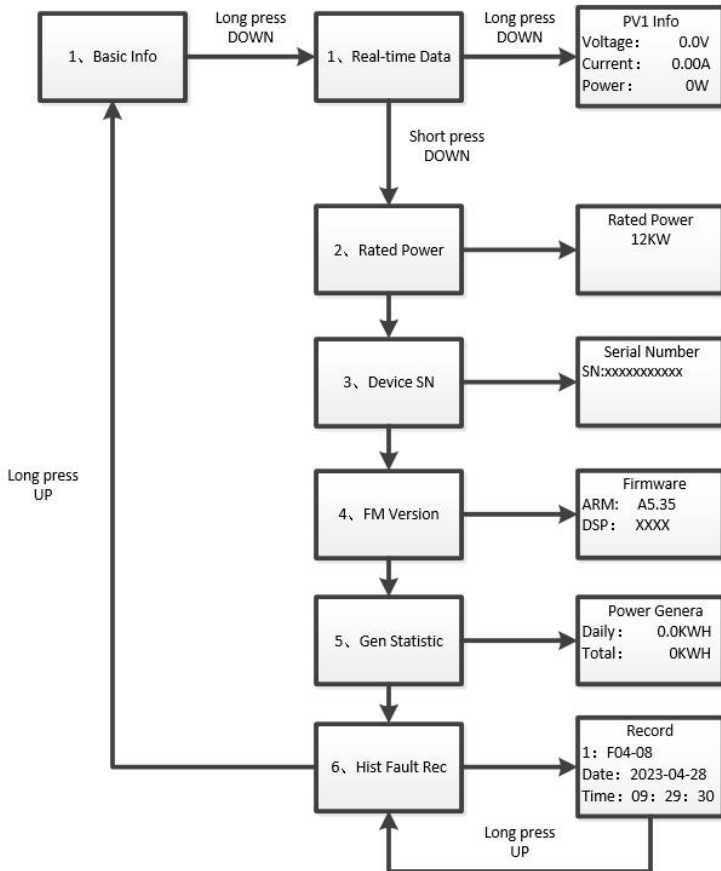 Long press
DOWN
Long press
DOWN
1、Basic Info
1、Real-time Data
PV1 Info
Voltage： 0.0V
Current： 0.00A
Power： 0W
Short press
DOWN
2、Rated Power
Rated Power
12KW
3、Device SN
Serial Number
SN:xxxxxxxxxxx
Long press
UP
4、FM Version
Firmware
ARM: A5.35
DSP： XXXX
5、Gen Statistic
Power Genera
Daily： 0.0KWH
Total： 0KWH
6、Hist Fault Rec
Record
1：F04-08
Date：2023-04-28
Time：09：29：30
Long press
UP